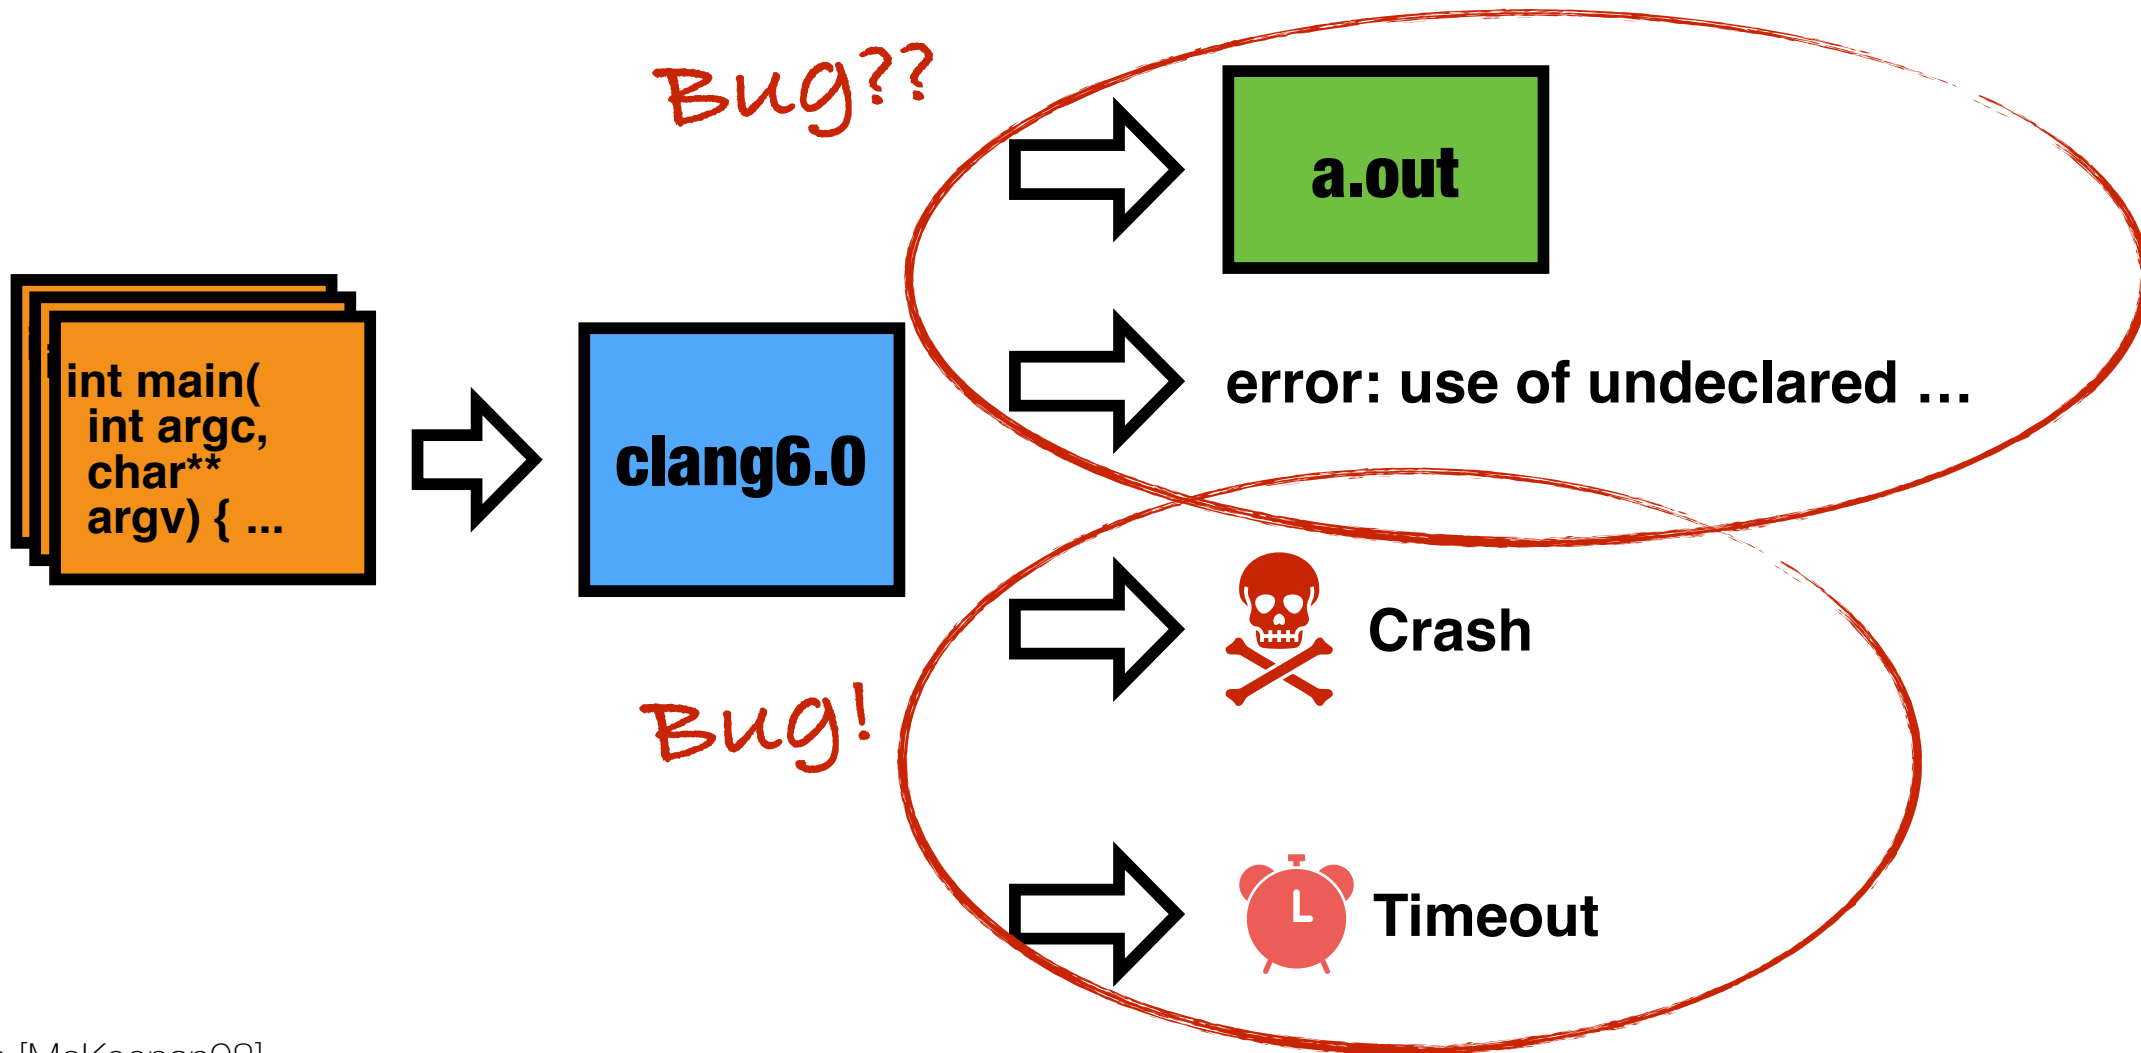 Bug??
a.out
int main(
int argc,
char**
argv) { ...
clang6.0
error: use of undeclared ...
Crash
Bug!
Timeout